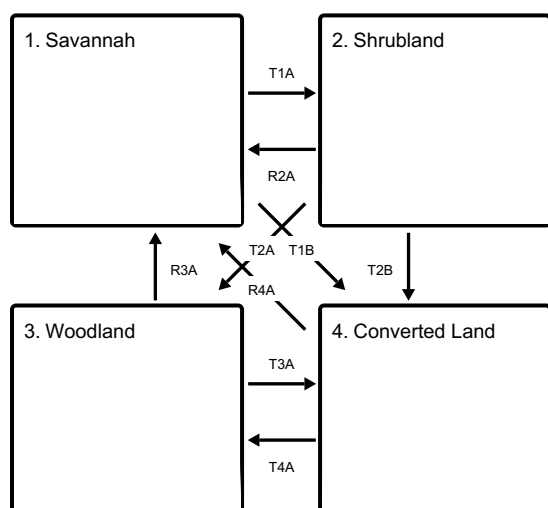 1. Savannah
2. Shrubland
T1A
R2A
T2A
T1B
R3A
T2B
R4A
3. Woodland
4. Converted Land
T3A
T4A